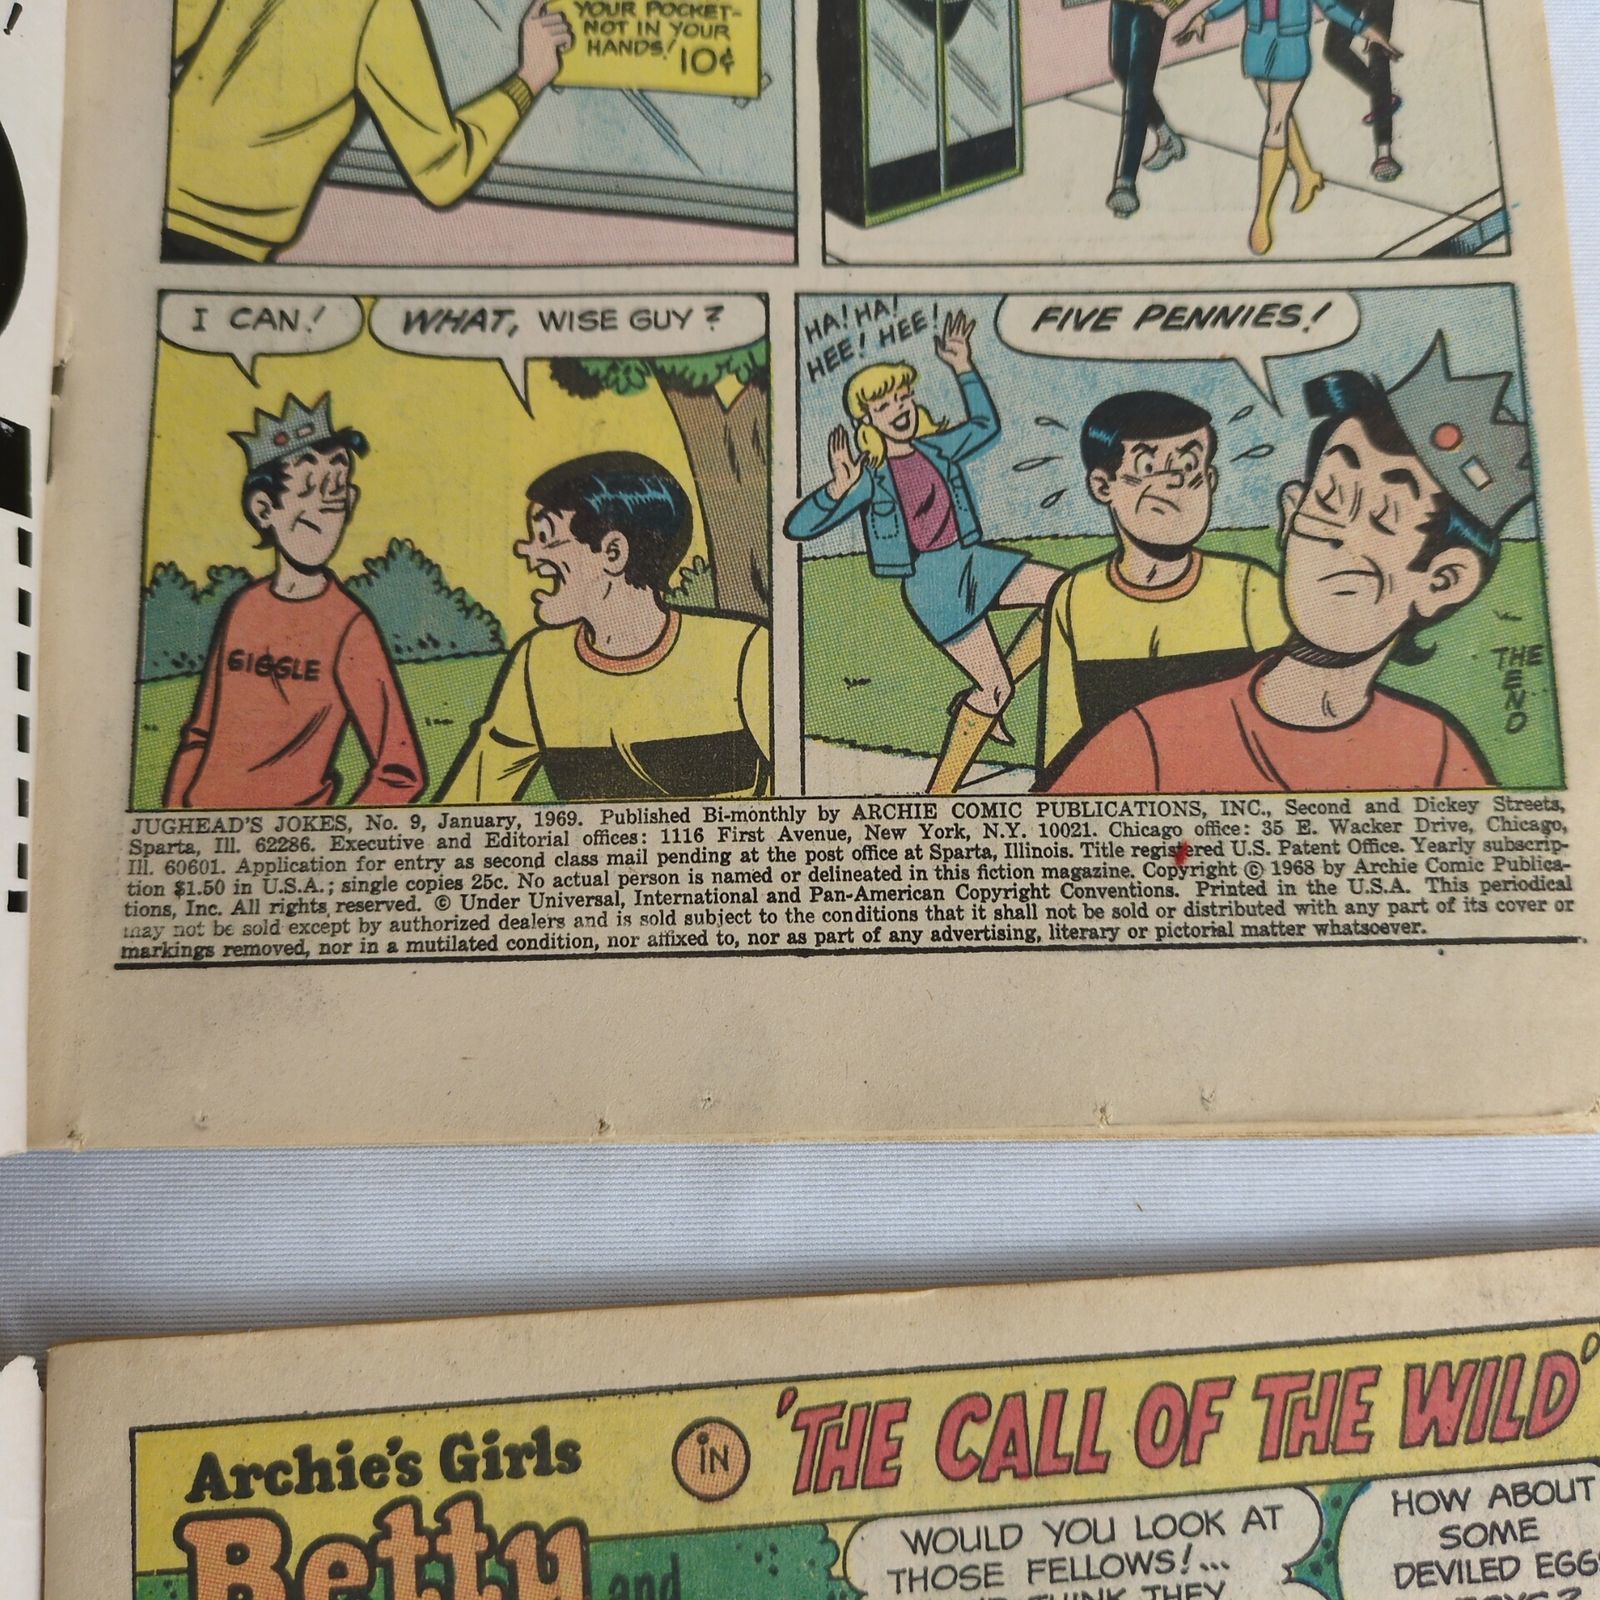 YOUR POCKET-
NOT IN YOUR
HANDS! 10¢
I CAN!
WHAT, WISE GUY?
GIGGLE
HA! HA!
HEE! HEE!
FIVE PENNIES!
THE
END
JUGHEAD'S JOKES, No. 9, January, 1969. Published Bi-monthly by ARCHIE COMIC PUBLICATIONS, INC., Second and Dickey Streets,
Sparta, Ill. 62286. Executive and Editorial offices: 1116 First Avenue, New York, N.Y. 10021. Chicago office: 35 E. Wacker Drive, Chicago,
Ill. 60601. Application for entry as second class mail pending at the post office at Sparta, Illinois. Title registered U.S. Patent Office. Yearly subscrip-
tion $1.50 in U.S.A.; single copies 25c. No actual person is named or delineated in this fiction magazine. Copyright © 1968 by Archie Comic Publica-
tions, Inc. All rights reserved. © Under Universal, International and Pan-American Copyright Conventions. Printed in the U.S.A. This periodical
may not be sold except by authorized dealers and is sold subject to the conditions that it shall not be sold or distributed with any part of its cover or
markings removed, nor in a mutilated condition, nor affixed to, nor as part of any advertising, literary or pictorial matter whatsoever.
Archie's Girls
Betty
and
IN
'THE CALL OF THE WILD'
WOULD YOU LOOK AT
THOSE FELLOWS!...
THINK THEY
HOW ABOUT
SOME
DEVILED EGGS